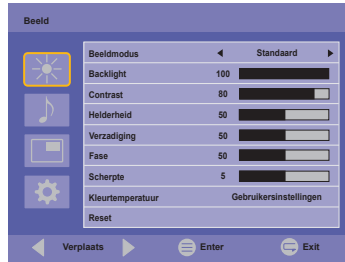 Beeld
Beeldmodus Standaard
Backlight 100
Contrast 80
Helderheid 50
Verzadiging 50
Fase 50
Scherpte 5
Kleurtemperatuur Gebruikersinstellingen
Reset
Verplaats Enter Exit